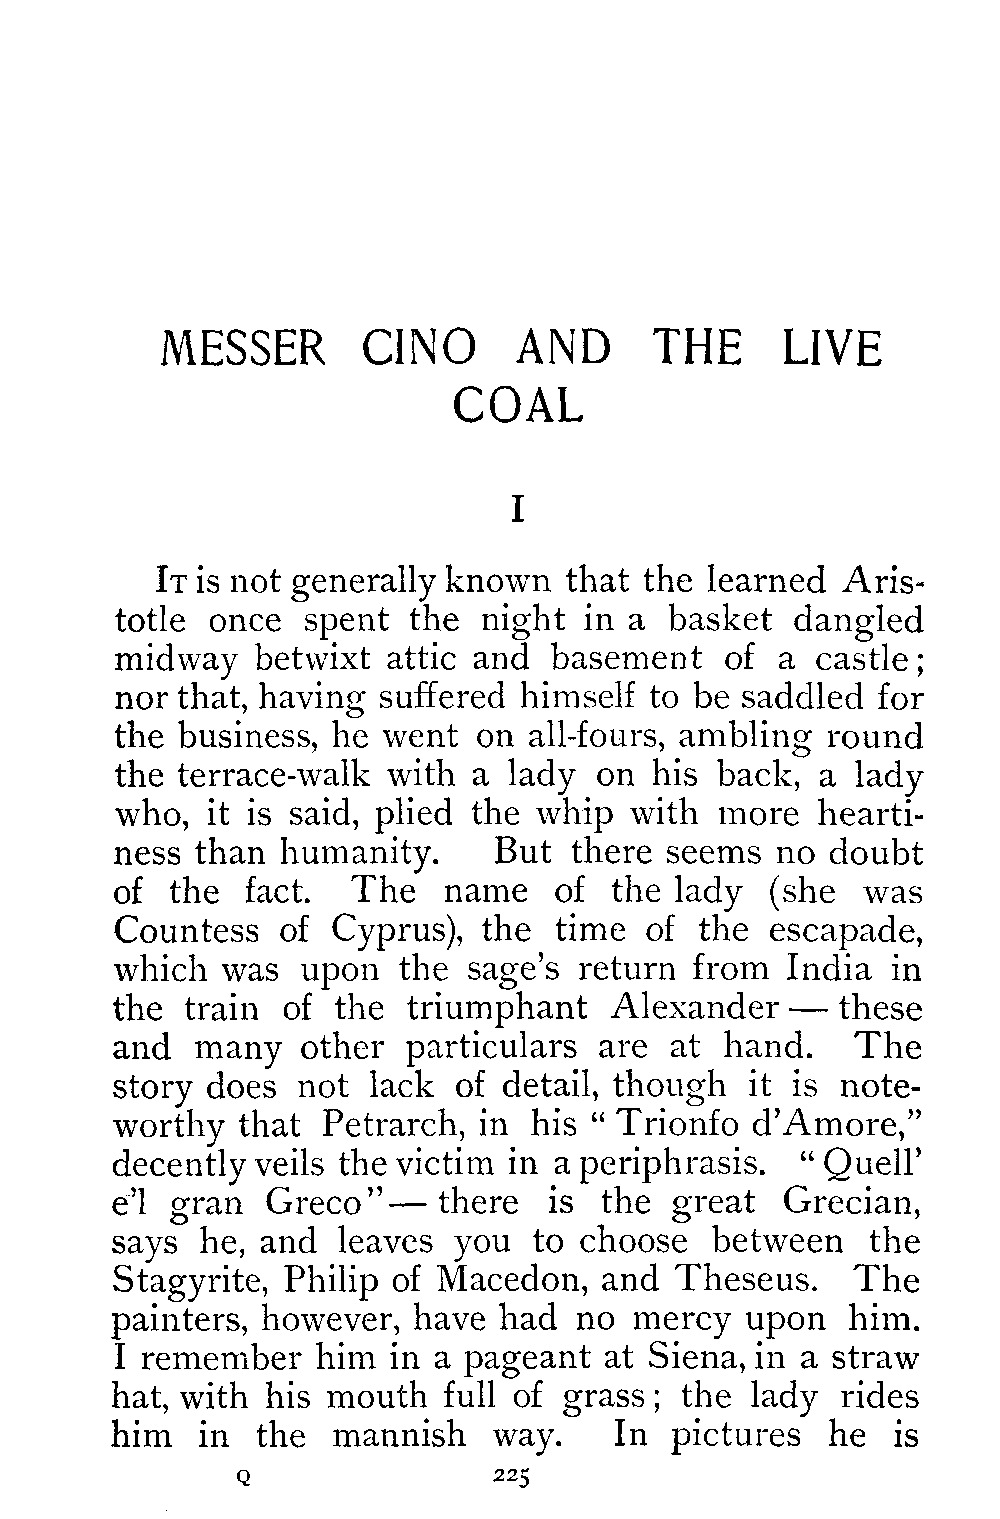 MESSER CINO AND THE LIVE
COAL
I
IT is not generally known that the learned Aris-
totle once spent the night in a basket dangled
midway betwixt attic and basement of a castle;
nor that, having suffered himself to be saddled for
the business, he went on all-fours, ambling round
the terrace-walk with a lady on his back, a lady
who, it is said, plied the whip with more hearti-
ness than humanity. But there seems no doubt
of the fact. The name of the lady (she was
Countess of Cyprus), the time of the escapade,
which was upon the sage's return from India in
the train of the triumphant Alexander — these
and many other particulars are at hand. The
story does not lack of detail, though it is note-
worthy that Petrarch, in his “ Trionfo d'Amore,”
decently veils the victim in a periphrasis. “ Quell'
e'l gran Greco” — there is the great Grecian,
says he, and leaves you to choose between the
Stagyrite, Philip of Macedon, and Theseus. The
painters, however, have had no mercy upon him.
I remember him in a pageant at Siena, in a straw
hat, with his mouth full of grass; the lady rides
him in the mannish way. In pictures he is
Q 225